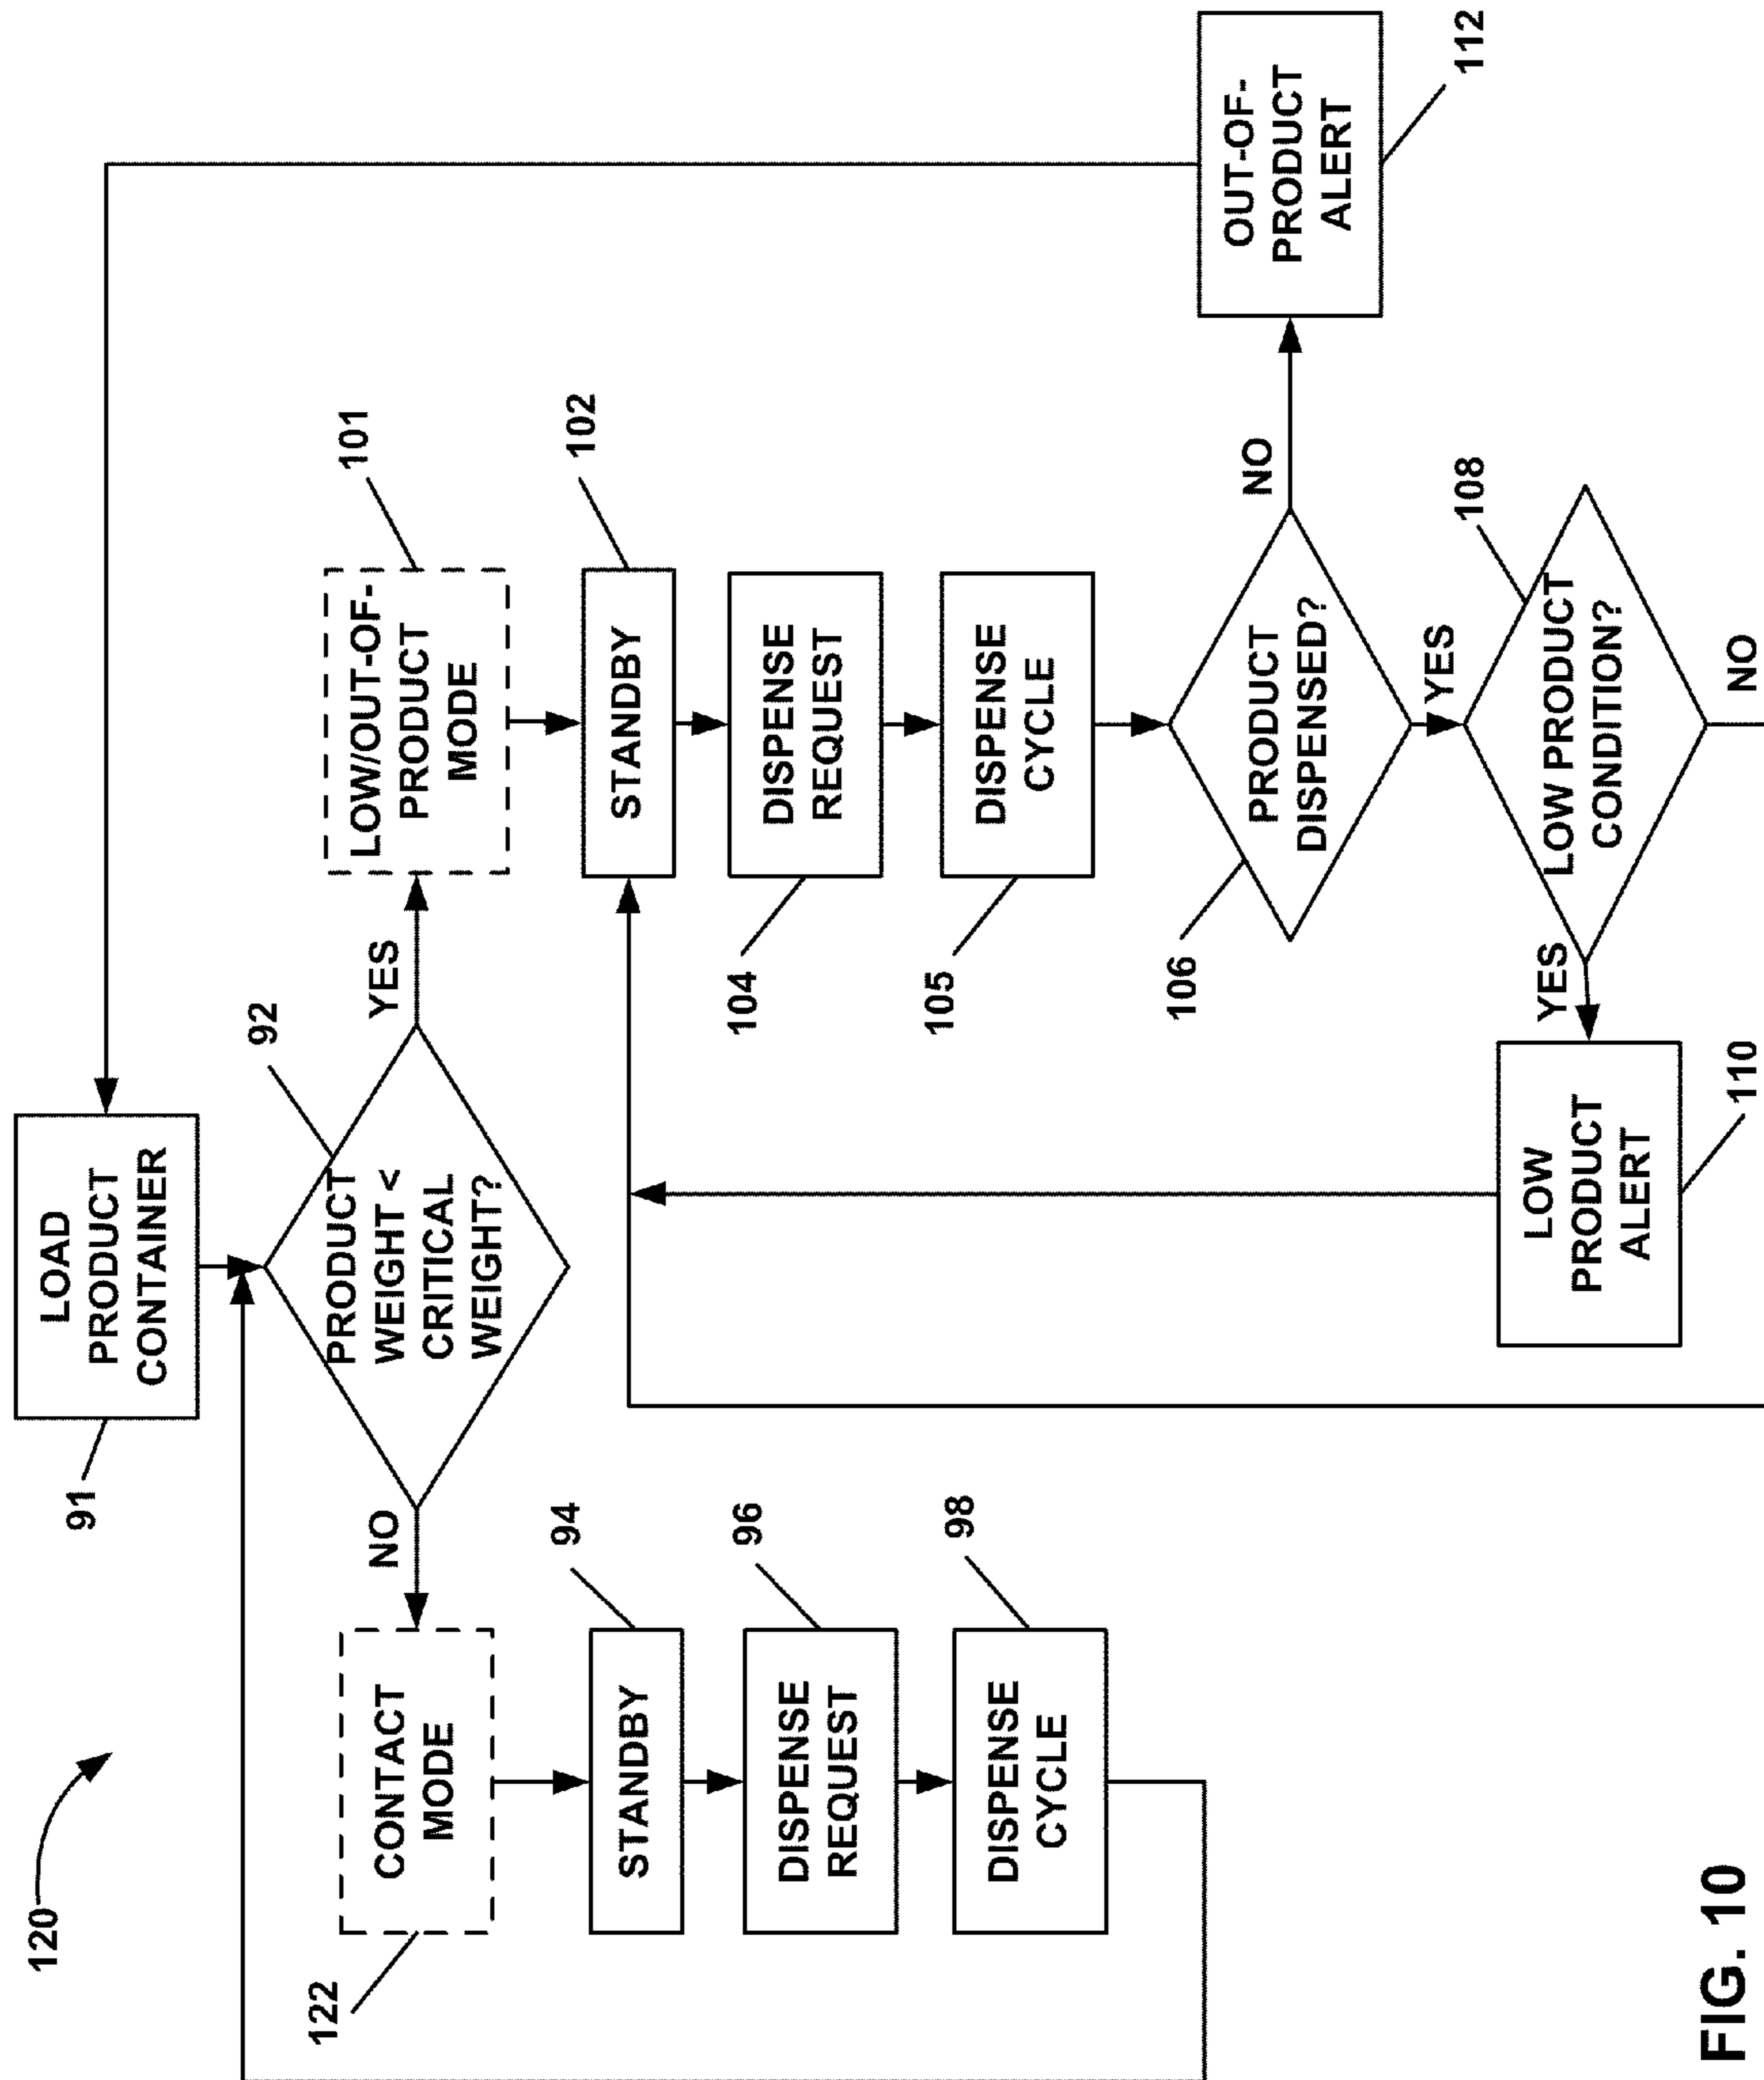 120
91
LOAD
PRODUCT
CONTAINER
92
PRODUCT
WEIGHT <
CRITICAL
WEIGHT?
NO
YES
122
CONTACT
MODE
94
STANDBY
96
DISPENSE
REQUEST
98
DISPENSE
CYCLE
LOW/OUT-OF-
PRODUCT
MODE
101
STANDBY
102
104
DISPENSE
REQUEST
105
DISPENSE
CYCLE
106
PRODUCT
DISPENSED?
NO
YES
OUT-OF-
PRODUCT
ALERT
112
LOW PRODUCT
CONDITION?
108
YES
NO
LOW
PRODUCT
ALERT
110
FIG. 10